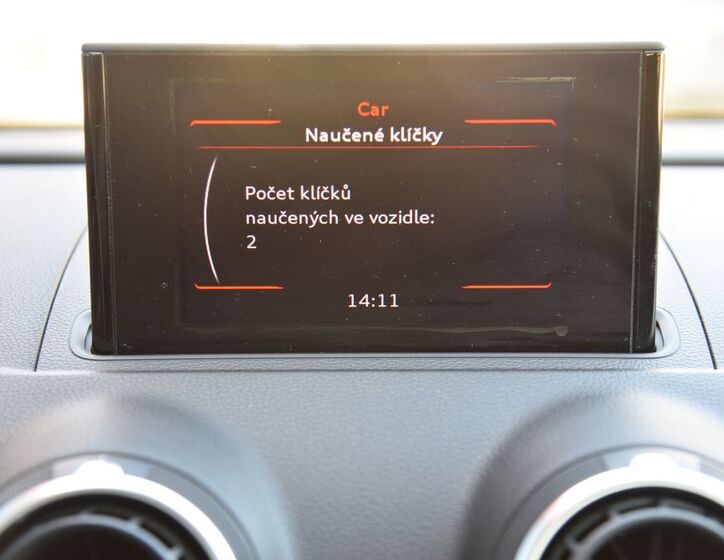 Car
Naučené klíčky
Počet klíčků
naučených ve vozidle:
2
14:11